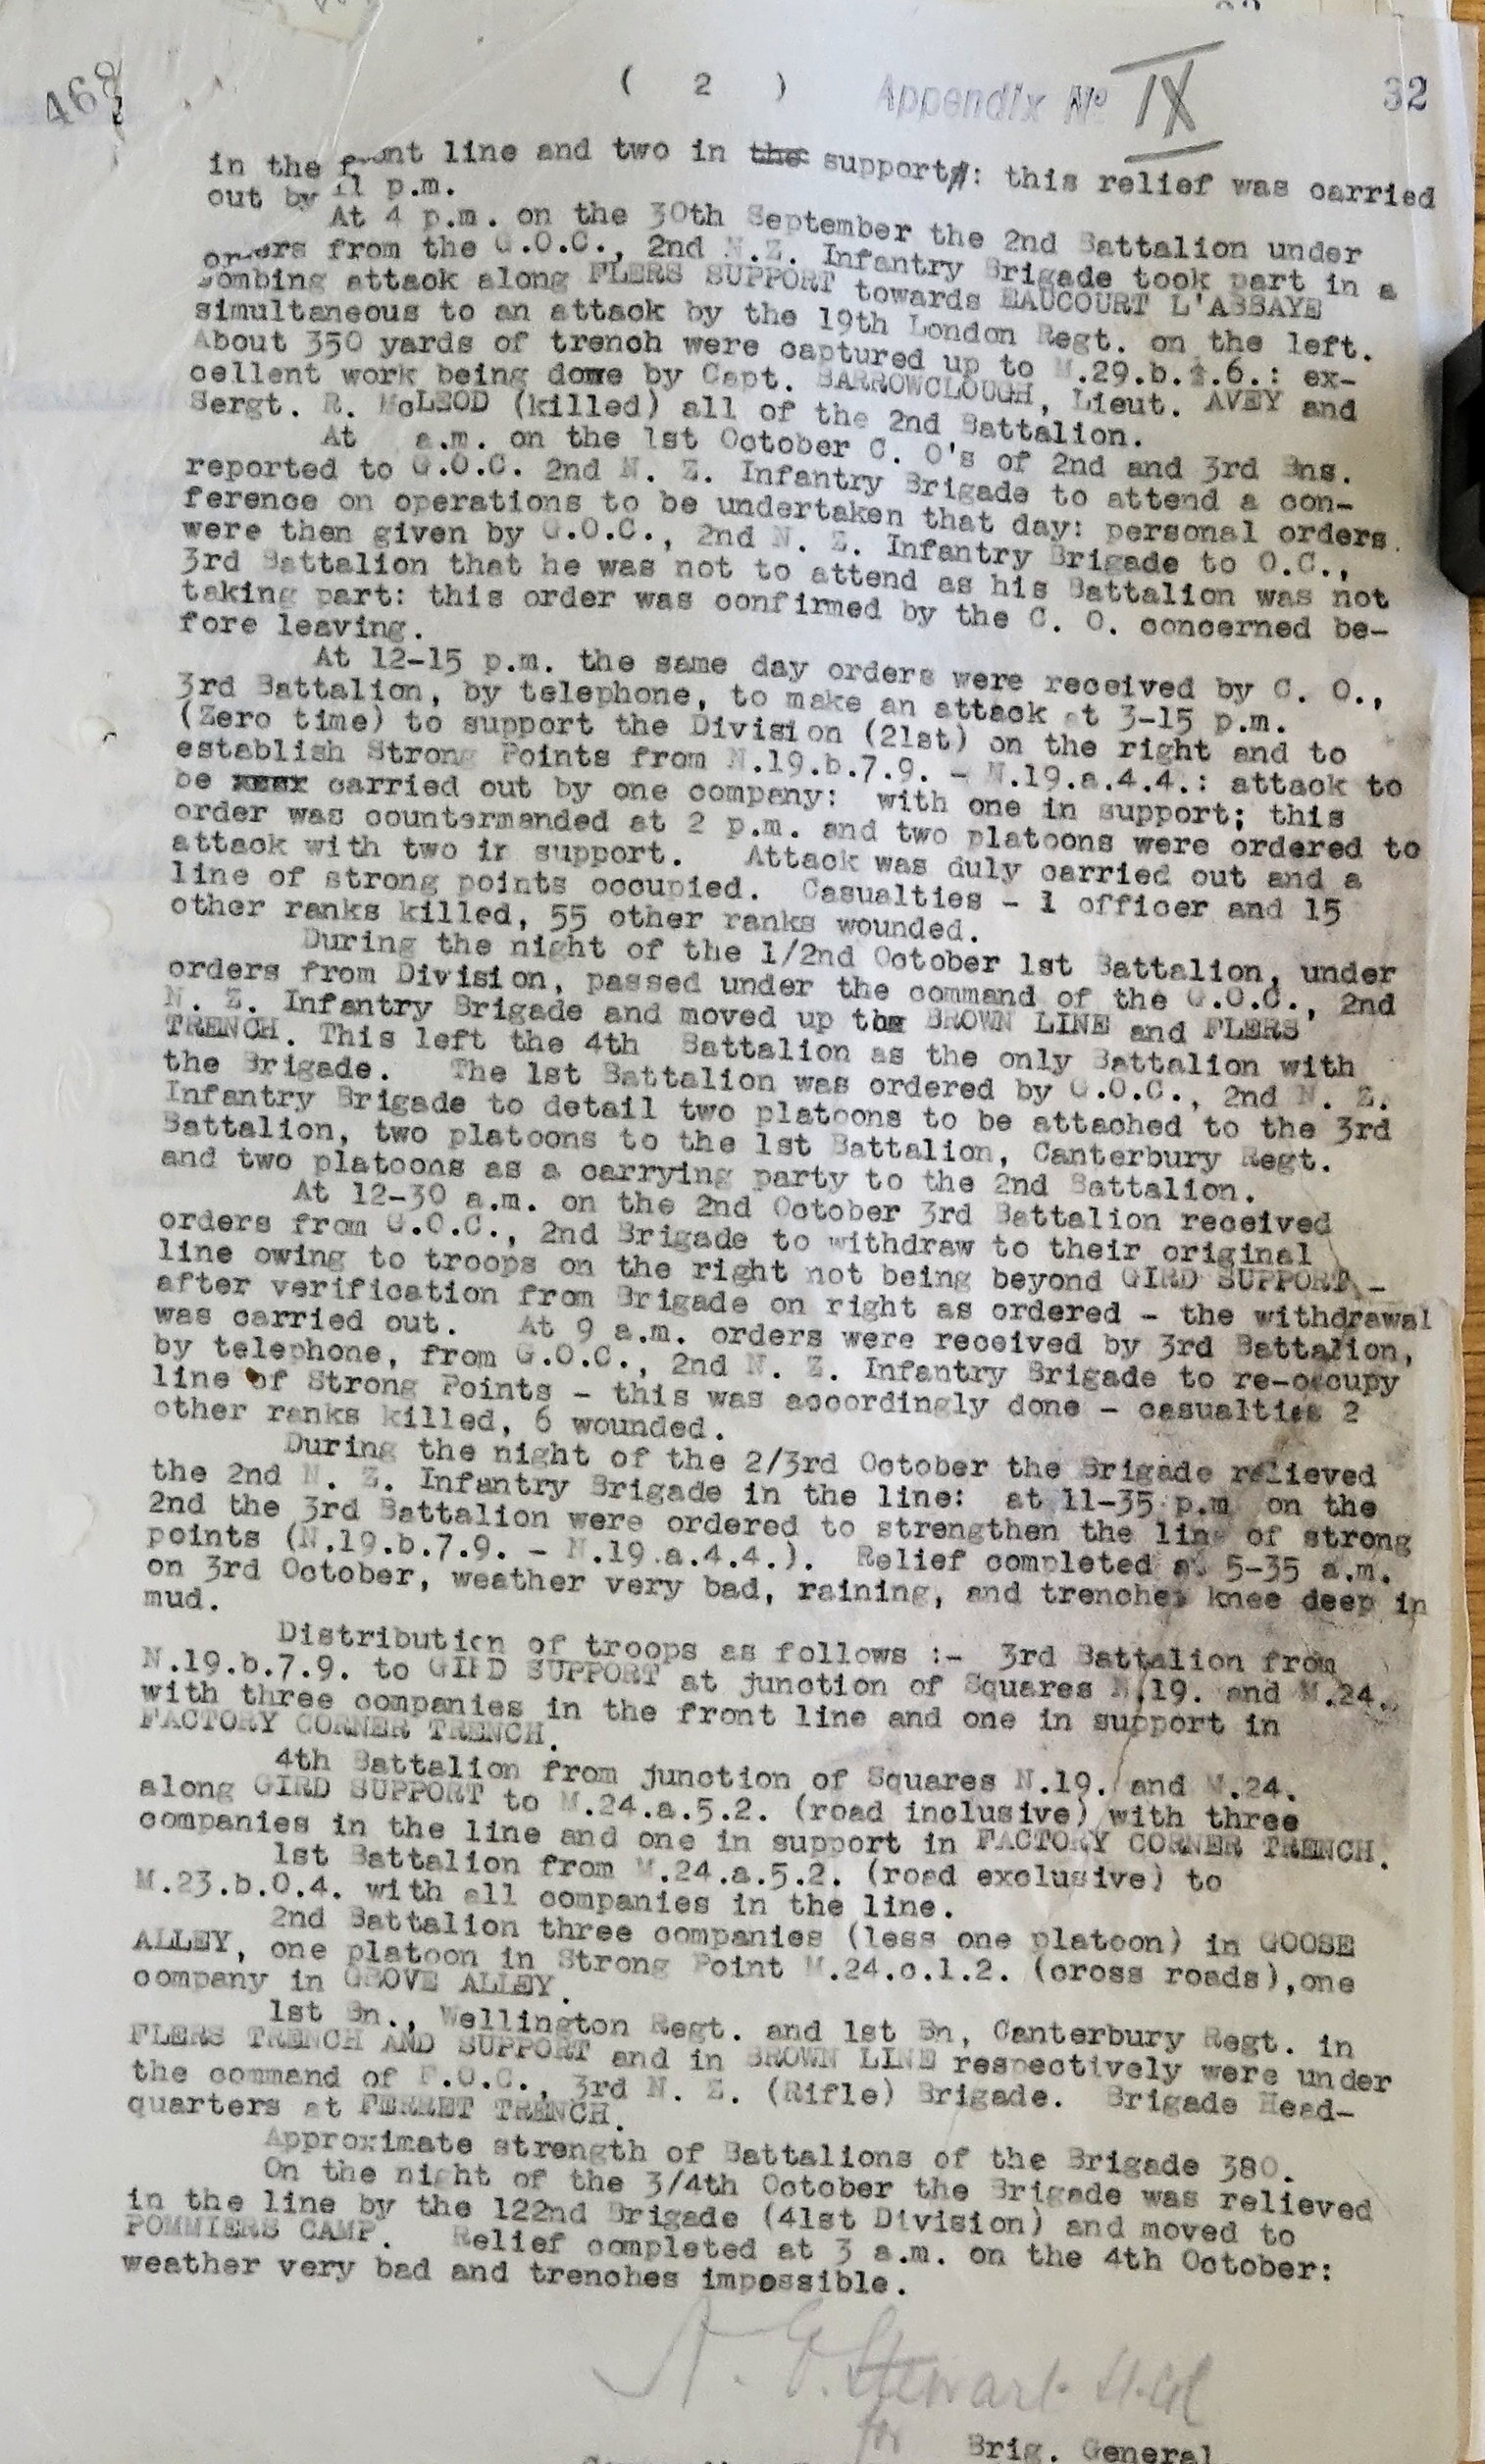 468
( 2 ) Appendix No IX 32
in the front line and two in the support: this relief was carried
out by 11 p.m.
At 4 p.m. on the 30th September the 2nd Battalion under
orders from the G.O.C., 2nd N.Z. Infantry Brigade took part in a
bombing attack along FLERS SUPPORT towards EAUCOURT L'ABBAYE
simultaneous to an attack by the 19th London Regt. on the left.
About 350 yards of trench were captured up to M.29.b. .6.: ex-
cellent work being done by Capt. BARROWCLOUGH, Lieut. AVEY and
Sergt. R. McLEOD (killed) all of the 2nd Battalion.
At a.m. on the 1st October C. O's of 2nd and 3rd Bns.
reported to G.O.C. 2nd N. Z. Infantry Brigade to attend a con-
ference on operations to be undertaken that day: personal orders
were then given by G.O.C., 2nd N. Z. Infantry Brigade to O.C.,
3rd Battalion that he was not to attend as his Battalion was not
taking part: this order was confirmed by the C. O. concerned be-
fore leaving.
At 12-15 p.m. the same day orders were received by C. O.,
3rd Battalion, by telephone, to make an attack at 3-15 p.m.
(Zero time) to support the Division (21st) on the right and to
establish Strong Points from N.19.b.7.9. - N.19.a.4.4.: attack to
be carried out by one company: with one in support; this
order was countermanded at 2 p.m. and two platoons were ordered to
attack with two in support. Attack was duly carried out and a
line of strong points occupied. Casualties - 1 officer and 15
other ranks killed, 55 other ranks wounded.
During the night of the 1/2nd October 1st Battalion, under
orders from Division, passed under the command of the G.O.C., 2nd
N. Z. Infantry Brigade and moved up to BROWN LINE and FLERS
TRENCH. This left the 4th Battalion as the only Battalion with
the Brigade. The 1st Battalion was ordered by G.O.C., 2nd N. Z.
Infantry Brigade to detail two platoons to be attached to the 3rd
Battalion, two platoons to the 1st Battalion, Canterbury Regt.
and two platoons as a carrying party to the 2nd Battalion.
At 12-30 a.m. on the 2nd October 3rd Battalion received
orders from G.O.C., 2nd Brigade to withdraw to their original
line owing to troops on the right not being beyond GIRD SUPPORT -
after verification from Brigade on right as ordered - the withdrawal
was carried out. At 9 a.m. orders were received by 3rd Battalion,
by telephone, from G.O.C., 2nd N. Z. Infantry Brigade to re-occupy
line of Strong Points - this was accordingly done - casualties 2
other ranks killed, 6 wounded.
During the night of the 2/3rd October the Brigade relieved
the 2nd N. Z. Infantry Brigade in the line: at 11-35 p.m on the
2nd the 3rd Battalion were ordered to strengthen the line of strong
points (N.19.b.7.9. - N.19.a.4.4.). Relief completed at 5-35 a.m.
on 3rd October, weather very bad, raining, and trenches knee deep in
mud.
Distribution of troops as follows :- 3rd Battalion from
N.19.b.7.9. to GIRD SUPPORT at junction of Squares N.19. and M.24.
with three companies in the front line and one in support in
FACTORY CORNER TRENCH.
4th Battalion from junction of Squares N.19. and M.24.
along GIRD SUPPORT to M.24.a.5.2. (road inclusive) with three
companies in the line and one in support in FACTORY CORNER TRENCH.
1st Battalion from M.24.a.5.2. (road exclusive) to
M.23.b.0.4. with all companies in the line.
2nd Battalion three companies (less one platoon) in GOOSE
ALLEY, one platoon in Strong Point M.24.c.1.2. (cross roads),one
company in GROVE ALLEY.
1st Bn., Wellington Regt. and 1st Bn, Canterbury Regt. in
FLERS TRENCH AND SUPPORT and in BROWN LINE respectively were under
the command of F.O.C., 3rd N. Z. (Rifle) Brigade. Brigade Head-
quarters at FERRET TRENCH.
Approximate strength of Battalions of the Brigade 380.
On the night of the 3/4th October the Brigade was relieved
in the line by the 122nd Brigade (41st Division) and moved to
POMMIERS CAMP. Relief completed at 3 a.m. on the 4th October:
weather very bad and trenches impossible.
Stewart Lt.Col
for
Brig. General.